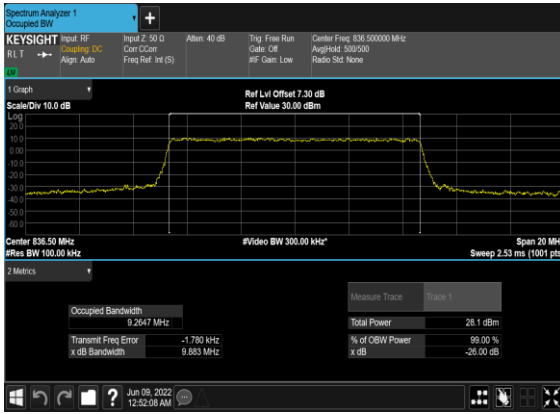 Spectrum Analyzer 1
Occupied BW
+
KEYSIGHT Input: RF Input Z: 50 Ω Atten: 40 dB Trig: Free Run Center Freq: 836.500000 MHz
RLT Coupling: DC Corr CCorr Gate: Off Avg|Hold: 500/500
Align: Auto Freq Ref: Int (S) #IF Gain: Low Radio Std: None
1 Graph
Ref Lvl Offset 7.30 dB
Scale/Div 10.0 dB Ref Value 30.00 dBm
Log
20.0
10.0
0.00
-10.0
-20.0
-30.0
-40.0
-50.0
-60.0
Center 836.50 MHz #Video BW 300.00 kHz* Span 20 MH
#Res BW 100.00 kHz Sweep 2.53 ms (1001 pts
2 Metrics
Measure Trace Trace 1
Occupied Bandwidth
9.2647 MHz Total Power 28.1 dBm
Transmit Freq Error -1.780 kHz % of OBW Power 99.00 %
x dB Bandwidth 9.883 MHz x dB -26.00 dB
? Jun 09, 2022
12:52:08 AM